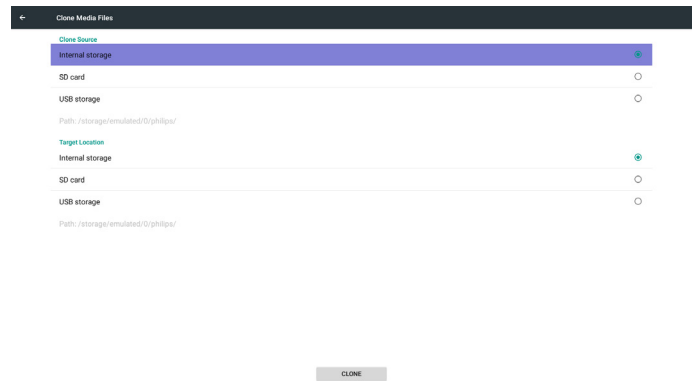 Clone Media Files
Clone Source
Internal storage
SD card
USB storage
Path: /storage/emulated/0/philips/
Target Location
Internal storage
SD card
USB storage
Path: /storage/emulated/0/philips/
CLONE